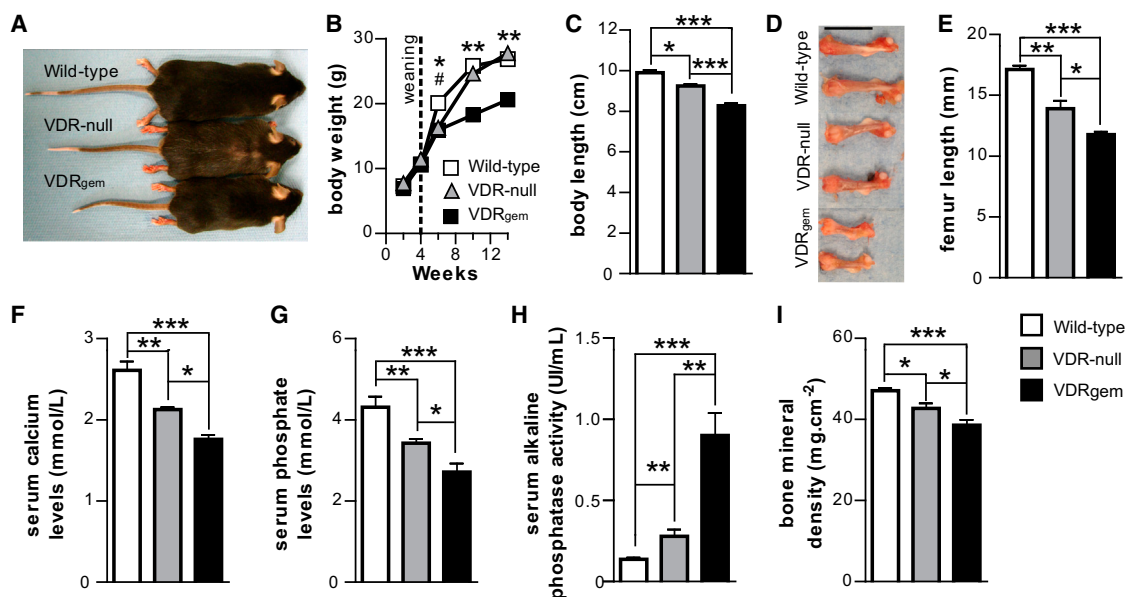 A
Wild-type
VDR-null
VDRgem
B
body weight (g)
30
20
10
0
weaning
*
#
**
**
Wild-type
VDR-null
VDRgem
0 4 8 12
Weeks
C
body length (cm)
12
10
8
6
4
2
0
***
*
***
D
Wild-type
VDR-null
VDRgem
E
femur length (mm)
20
15
10
5
0
***
**
*
F
serum calcium
levels (mmol/L)
3
2
1
0
***
**
*
G
serum phosphate
levels (mmol/L)
6
4
2
0
***
**
*
H
serum alkaline
phosphatase activity (UI/mL)
1.5
1.0
0.5
0
***
**
**
I
bone mineral
density (mg.cm-2)
60
40
20
0
***
*
*
Wild-type
VDR-null
VDRgem